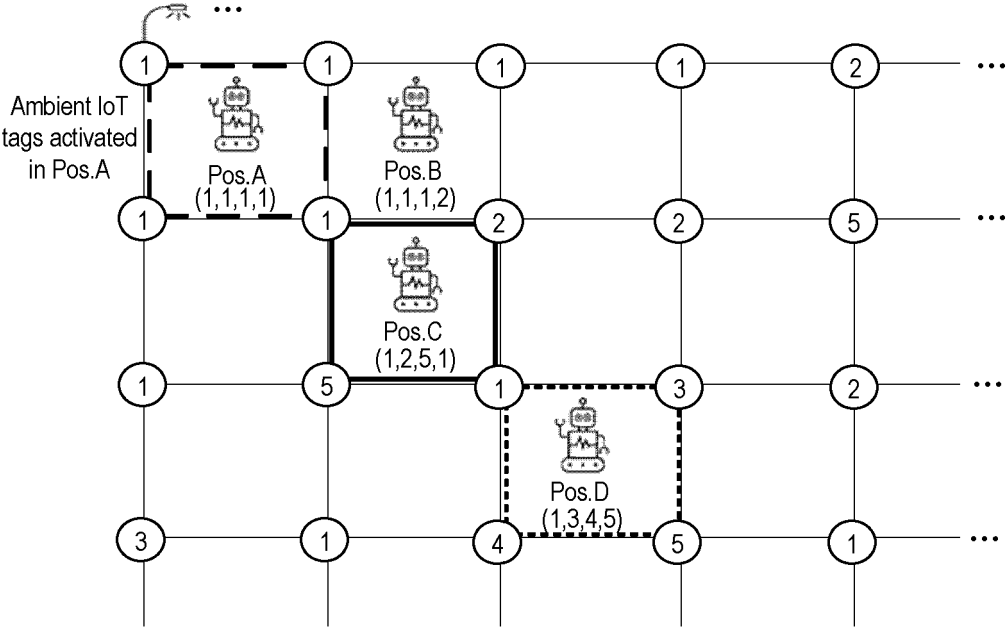 ...
1 1 1 1 2 ...
Ambient IoT
tags activated
in Pos.A
Pos.A
(1,1,1,1)
Pos.B
(1,1,1,2)
1 1 2 2 5 ...
Pos.C
(1,2,5,1)
1 5 1 3 2 ...
Pos.D
(1,3,4,5)
3 1 4 5 1 ...